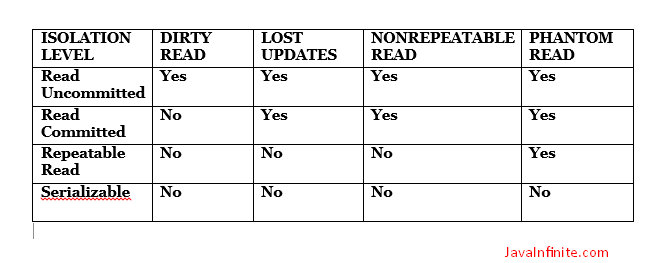 ISOLATION LEVEL DIRTY READ LOST UPDATES NONREPEATABLE READ PHANTOM READ
Read Uncommitted Yes Yes Yes Yes
Read Committed No Yes Yes Yes
Repeatable Read No No No Yes
Serializable No No No No
JavaInfinite.com